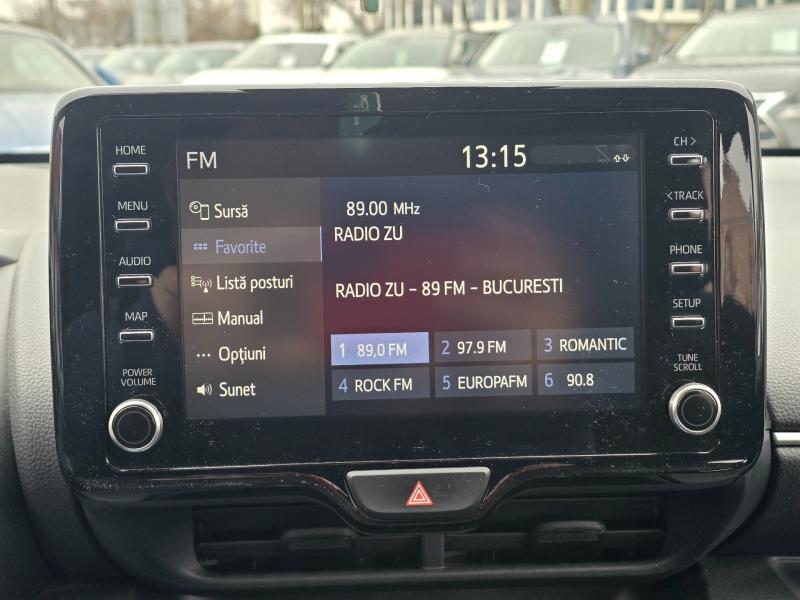 FM 13:15
HOME
MENU
AUDIO
MAP
POWER
VOLUME
Sursă
Favorite
Listă posturi
Manual
Opţiuni
Sunet
89.00 MHz
RADIO ZU
RADIO ZU - 89 FM - BUCURESTI
1 89,0 FM
2 97.9 FM
3 ROMANTIC
4 ROCK FM
5 EUROPAFM
6 90.8
CH >
< TRACK
PHONE
SETUP
TUNE
SCROLL